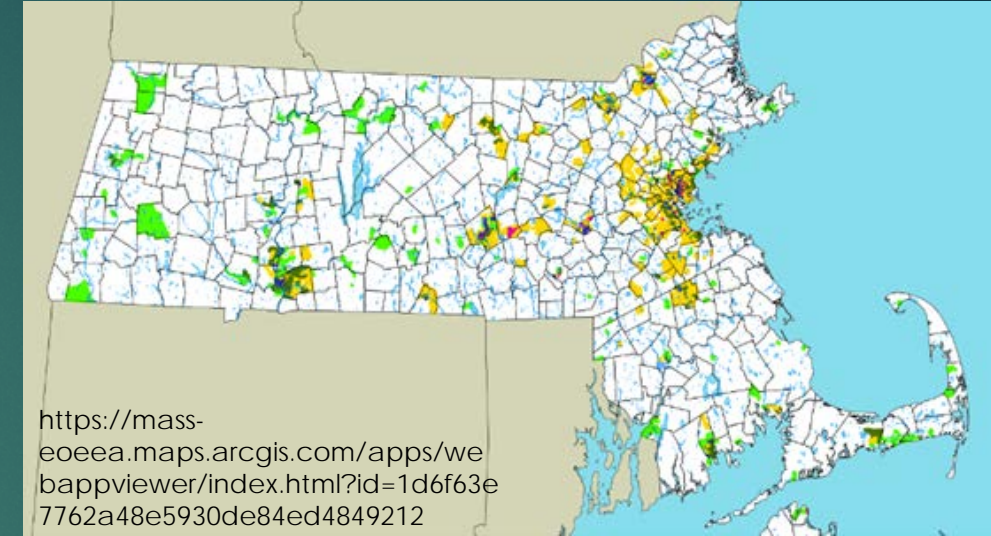 https://mass-
eoeea.maps.arcgis.com/apps/we
bappviewer/index.html?id=1d6f63e
7762a48e5930de84ed4849212